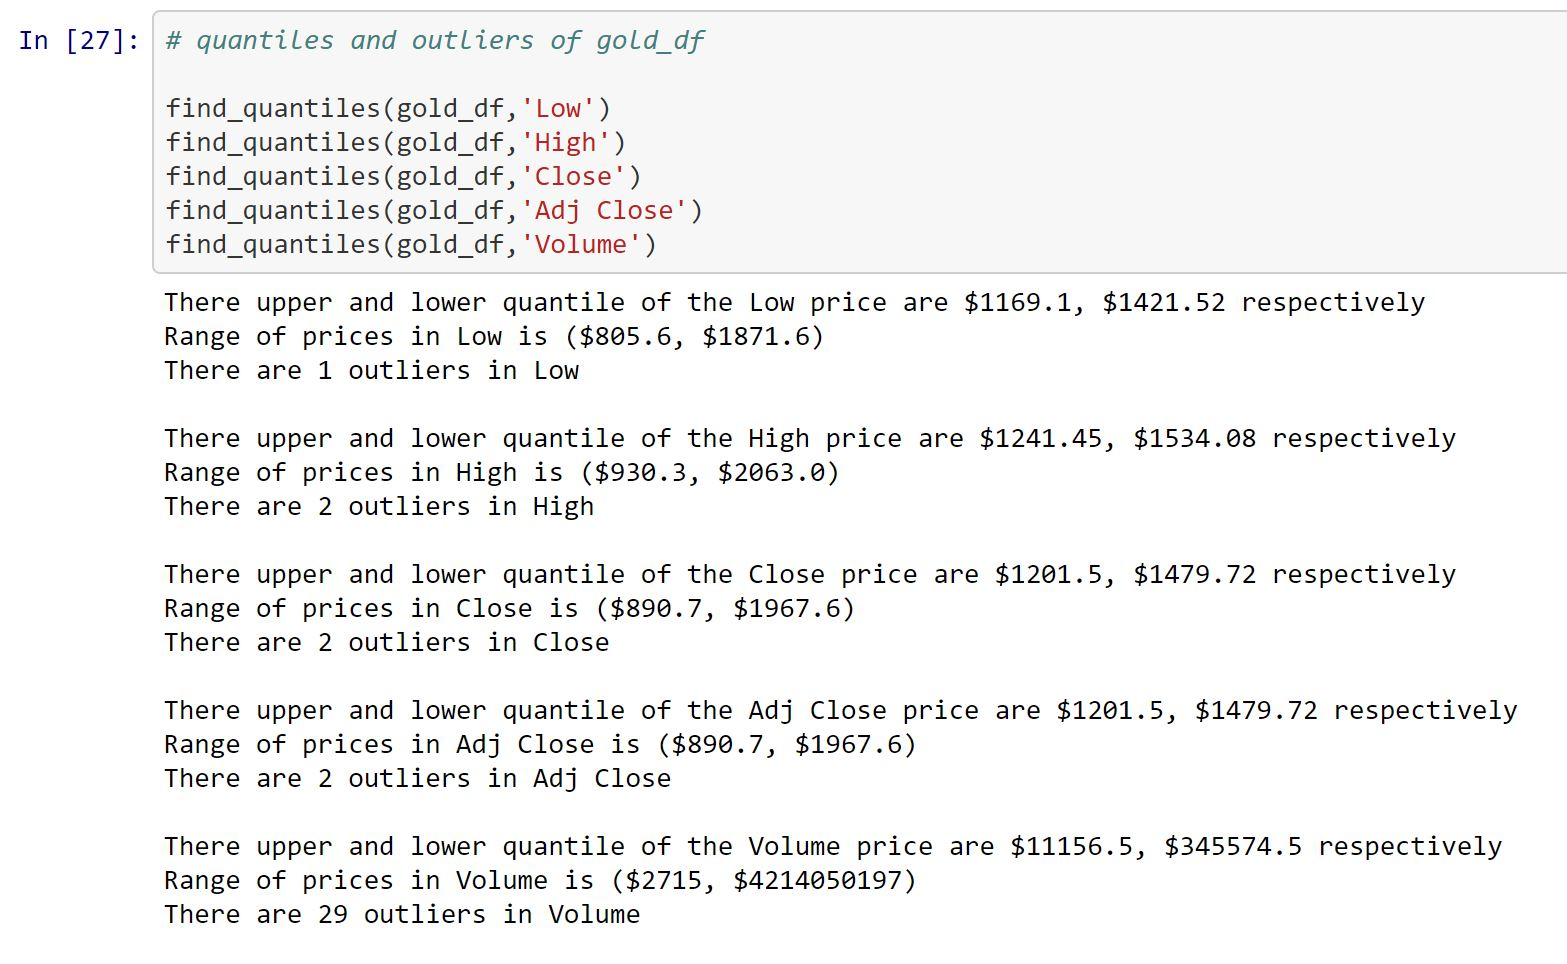 In [27]: # quantiles and outliers of gold_df
find_quantiles(gold_df,'Low')
find_quantiles(gold_df,'High')
find_quantiles(gold_df,'Close')
find_quantiles(gold_df,'Adj Close')
find_quantiles(gold_df,'Volume')
There upper and lower quantile of the Low price are $1169.1, $1421.52 respectively
Range of prices in Low is ($805.6, $1871.6)
There are 1 outliers in Low
There upper and lower quantile of the High price are $1241.45, $1534.08 respectively
Range of prices in High is ($930.3, $2063.0)
There are 2 outliers in High
There upper and lower quantile of the Close price are $1201.5, $1479.72 respectively
Range of prices in Close is ($890.7, $1967.6)
There are 2 outliers in Close
There upper and lower quantile of the Adj Close price are $1201.5, $1479.72 respectively
Range of prices in Adj Close is ($890.7, $1967.6)
There are 2 outliers in Adj Close
There upper and lower quantile of the Volume price are $11156.5, $345574.5 respectively
Range of prices in Volume is ($2715, $4214050197)
There are 29 outliers in Volume